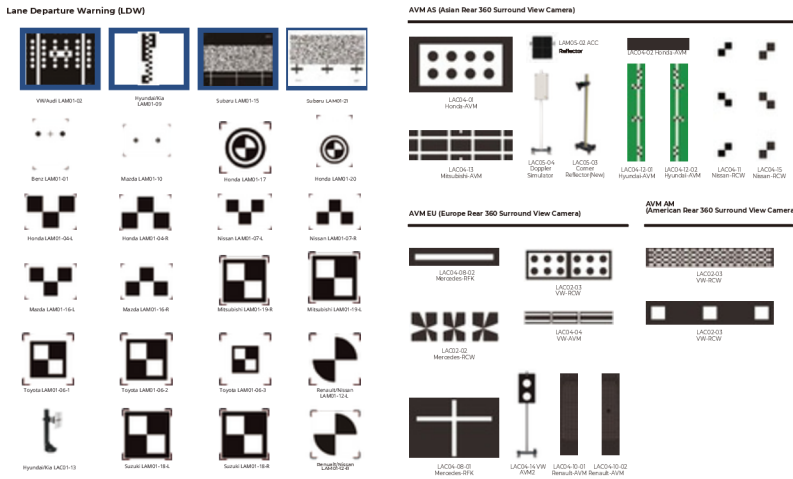 Lane Departure Warning (LDW)
VW/Audi LAM01-02
Hyundai/Kia
LAM01-09
Subaru LAM01-15
Subaru LAM01-21
Benz LAM01-01
Mazda LAM01-10
Honda LAM01-17
Honda LAM01-20
Honda LAM01-04-L
Honda LAM01-04-R
Nissan LAM01-07-L
Nissan LAM01-07-R
Mazda LAM01-16-L
Mazda LAM01-16-R
Mitsubishi LAM01-19-R
Mitsubishi LAM01-19-L
Toyota LAM01-06-1
Toyota LAM01-06-2
Toyota LAM01-06-3
Renault/Nissan
LAM01-12-L
Hyundai/Kia LAC01-13
Suzuki LAM01-18-L
Suzuki LAM01-18-R
Renault/Nissan
LAM01-12-R
AVM AS (Asian Rear 360 Surround View Camera)
LAC04-01
Honda-AVM
LAM05-02 ACC
Reflector
LAC04-02 Honda-AVM
LAC04-13
Mitsubishi-AVM
LAC05-04
Doppler
Simulator
LAC05-03
Corner
Reflector(New)
LAC04-12-01
Hyundai-AVM
LAC04-12-02
Hyundai-AVM
LAC04-11
Nissan-RCW
LAC04-15
Nissan-RCW
AVM EU (Europe Rear 360 Surround View Camera)
LAC04-08-02
Mercedes-RFK
LAC02-03
VW-RCW
LAC02-02
Mercedes-RCW
LAC04-04
VW-AVM
LAC04-08-01
Mercedes-RFK
LAC04-14 VW
AVM2
LAC04-10-01
Renault-AVM
LAC04-10-02
Renault-AVM
AVM AM
(American Rear 360 Surround View Camera
LAC02-03
VW-RCW
LAC02-03
VW-RCW